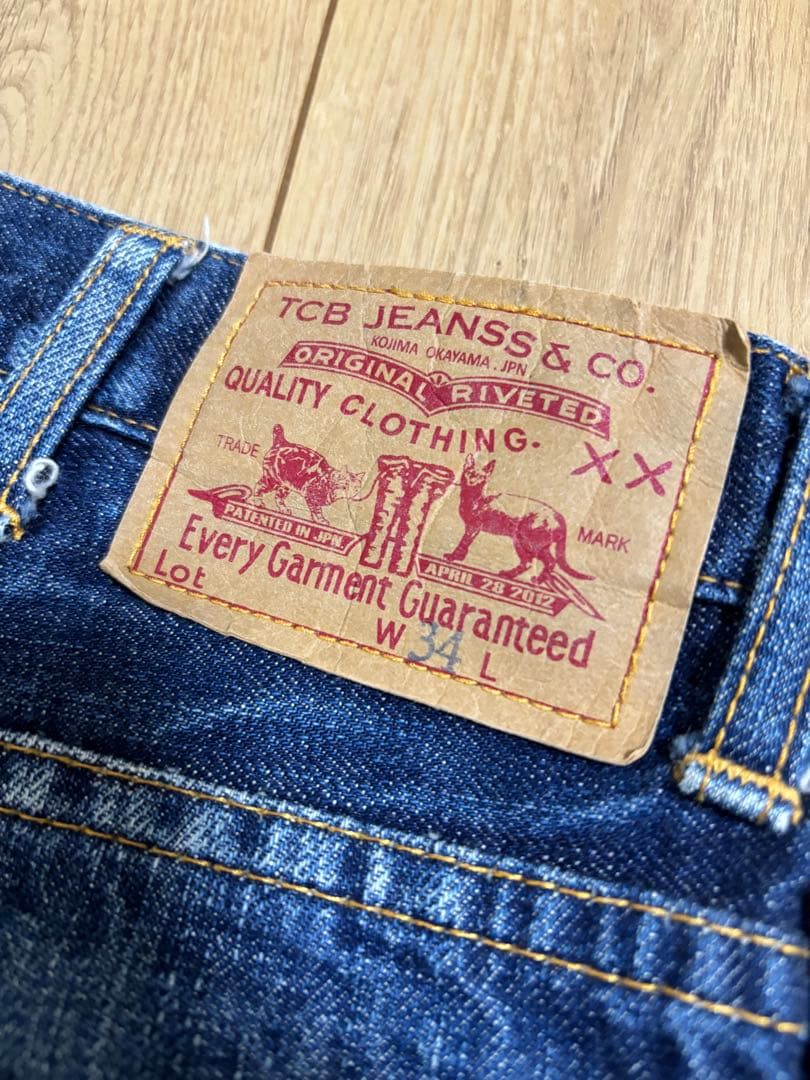 TCB JEANSS & CO.
KOJIMA OKAYAMA. JPN
ORIGINAL RIVETED
QUALITY CLOTHING.
XX
TRADE MARK
PATENTED IN JPN. APRIL 28 2012
Every Garment Guaranteed
Lot W 34 L